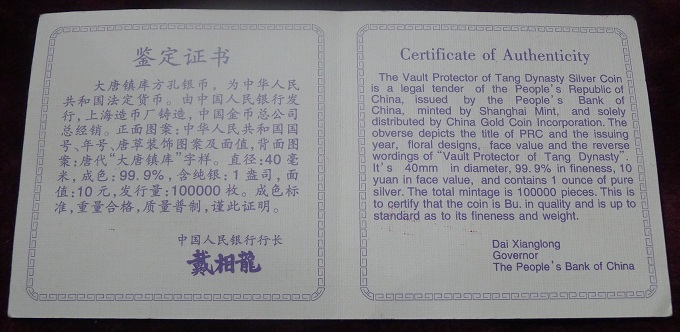 鉴定证书
大唐镇库方孔银币，为中华人民
共和国法定货币。由中国人民银行发
行，上海造币厂铸造，中国金币总公司
总经销。正面图案：中华人民共和国国
号、年号、唐草装饰图案及面值，背面图
案：唐代“大唐镇库”字样。直径：40毫
米，成色：99.9%，含纯银：1盎司，面
值：10元，发行量：100000枚。成色标
准，重量合格，质量普制，谨此证明。
中国人民银行行长
戴相龍
Certificate of Authenticity
The Vault Protector of Tang Dynasty Silver Coin
is a legal tender of the People's Republic of
China, issued by the People's Bank of
China, minted by Shanghai Mint, and solely
distributed by China Gold Coin Incorporation. The
obverse depicts the title of PRC and the issuing
year, floral designs, face value and the reverse
wordings of "Vault Protector of Tang Dynasty".
It's 40mm in diameter, 99.9% in fineness, 10
yuan in face value, and contains 1 ounce of pure
silver. The total mintage is 100000 pieces. This is
to certify that the coin is Bu. in quality and is up to
standard as to its fineness and weight.
Dai Xianglong
Governor
The People's Bank of China